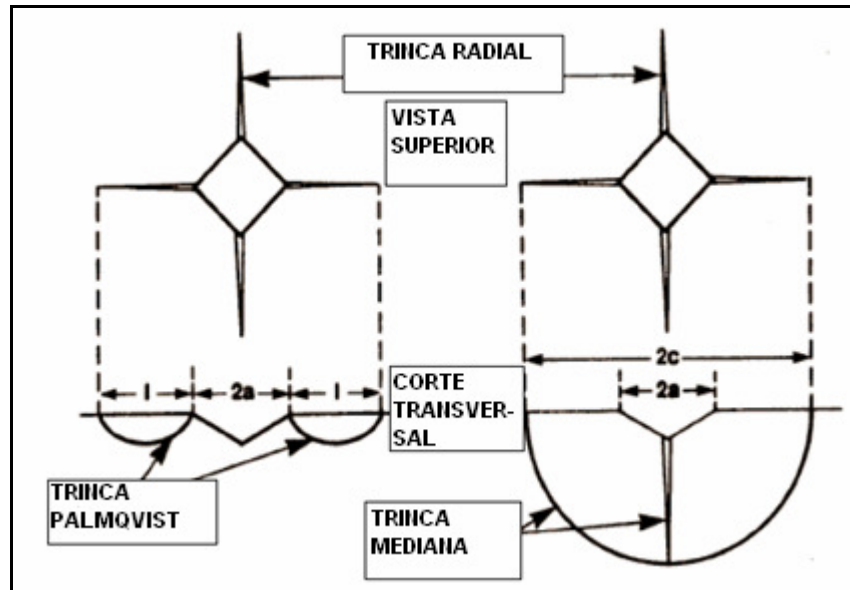 TRINCA RADIAL
VISTA
SUPERIOR
2c
l 2a l
CORTE
TRANSVER-
SAL
2a
TRINCA
PALMQVIST
TRINCA
MEDIANA